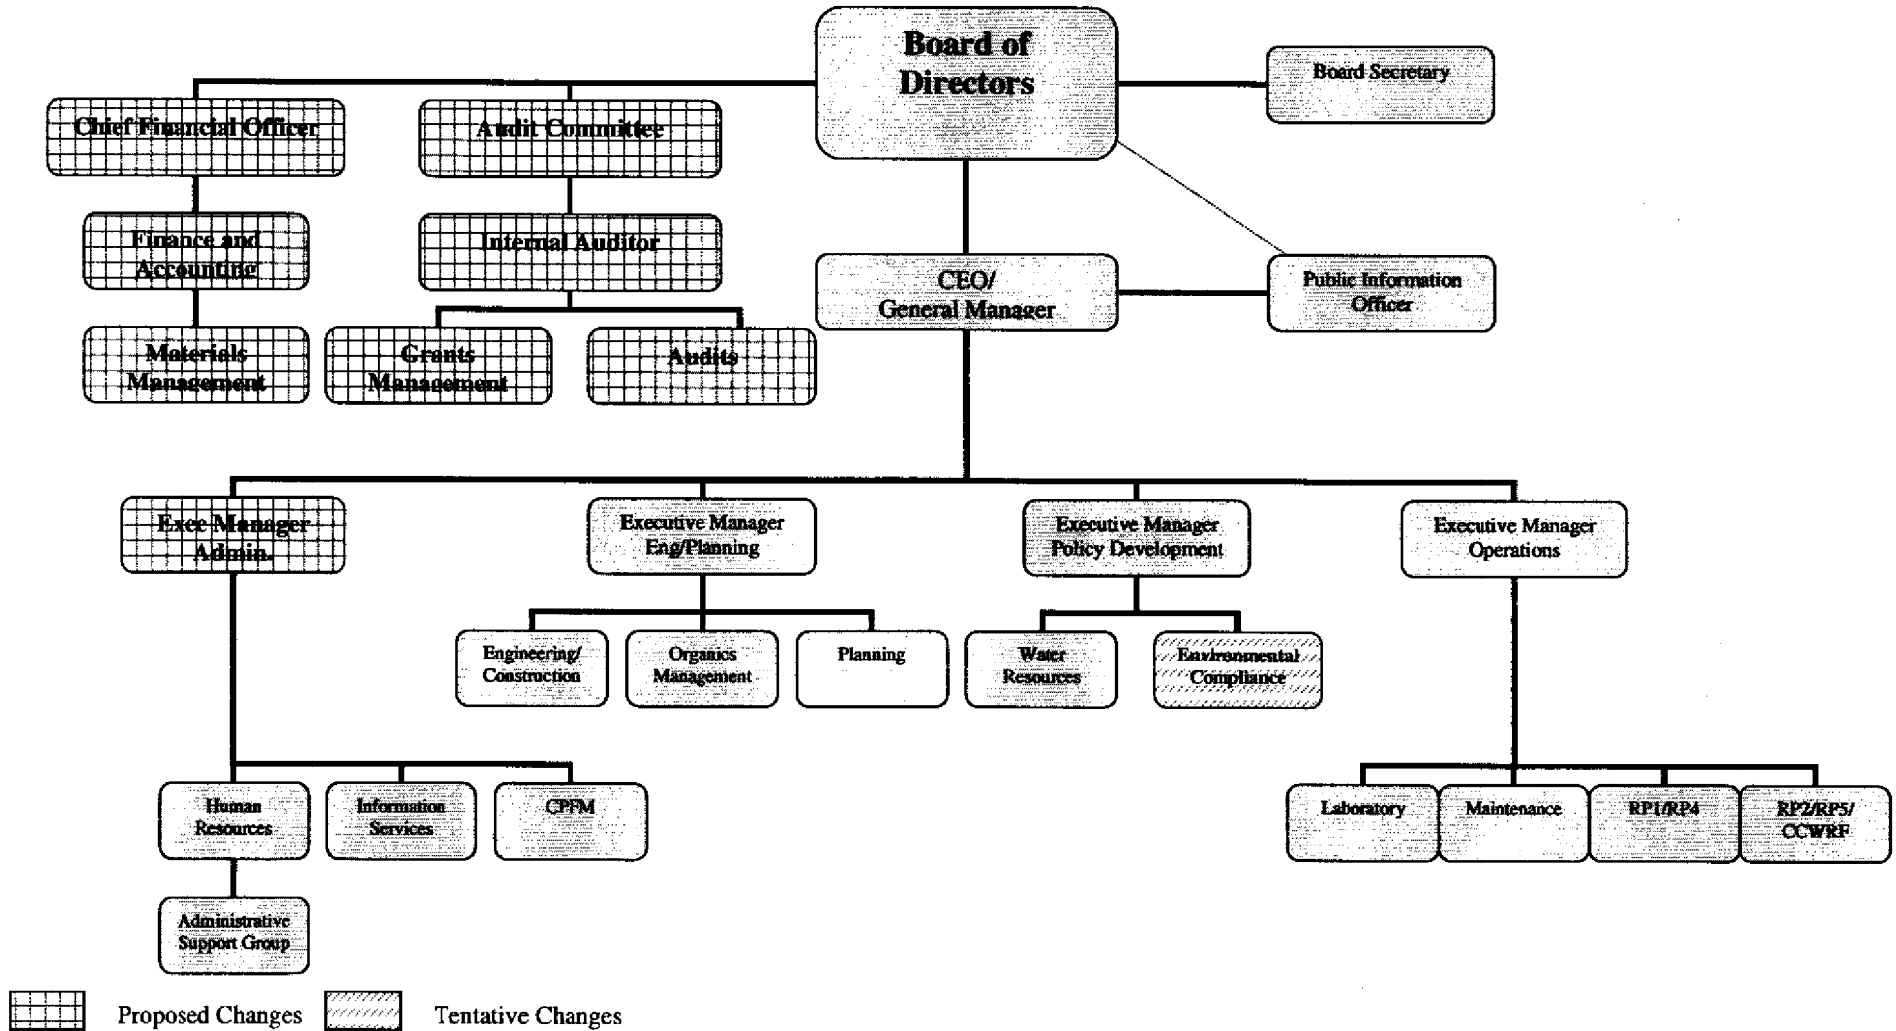 Board of
Directors
Board Secretary
Chief Financial Officer
Audit Committee
Finance and
Accounting
Internal Auditor
CEO/
General Manager
Public Information
Officer
Materials
Management
Grants
Management
Audits
Exec Manager
Admin.
Executive Manager
Eng/Planning
Executive Manager
Policy Development
Executive Manager
Operations
Engineering/
Construction
Organics
Management
Planning
Water
Resources
Environmental
Compliance
Human
Resources
Information
Services
CPFM
Laboratory
Maintenance
RP1/RP4
RP2/RP5/
CCWRF
Administrative
Support Group
Proposed Changes
Tentative Changes